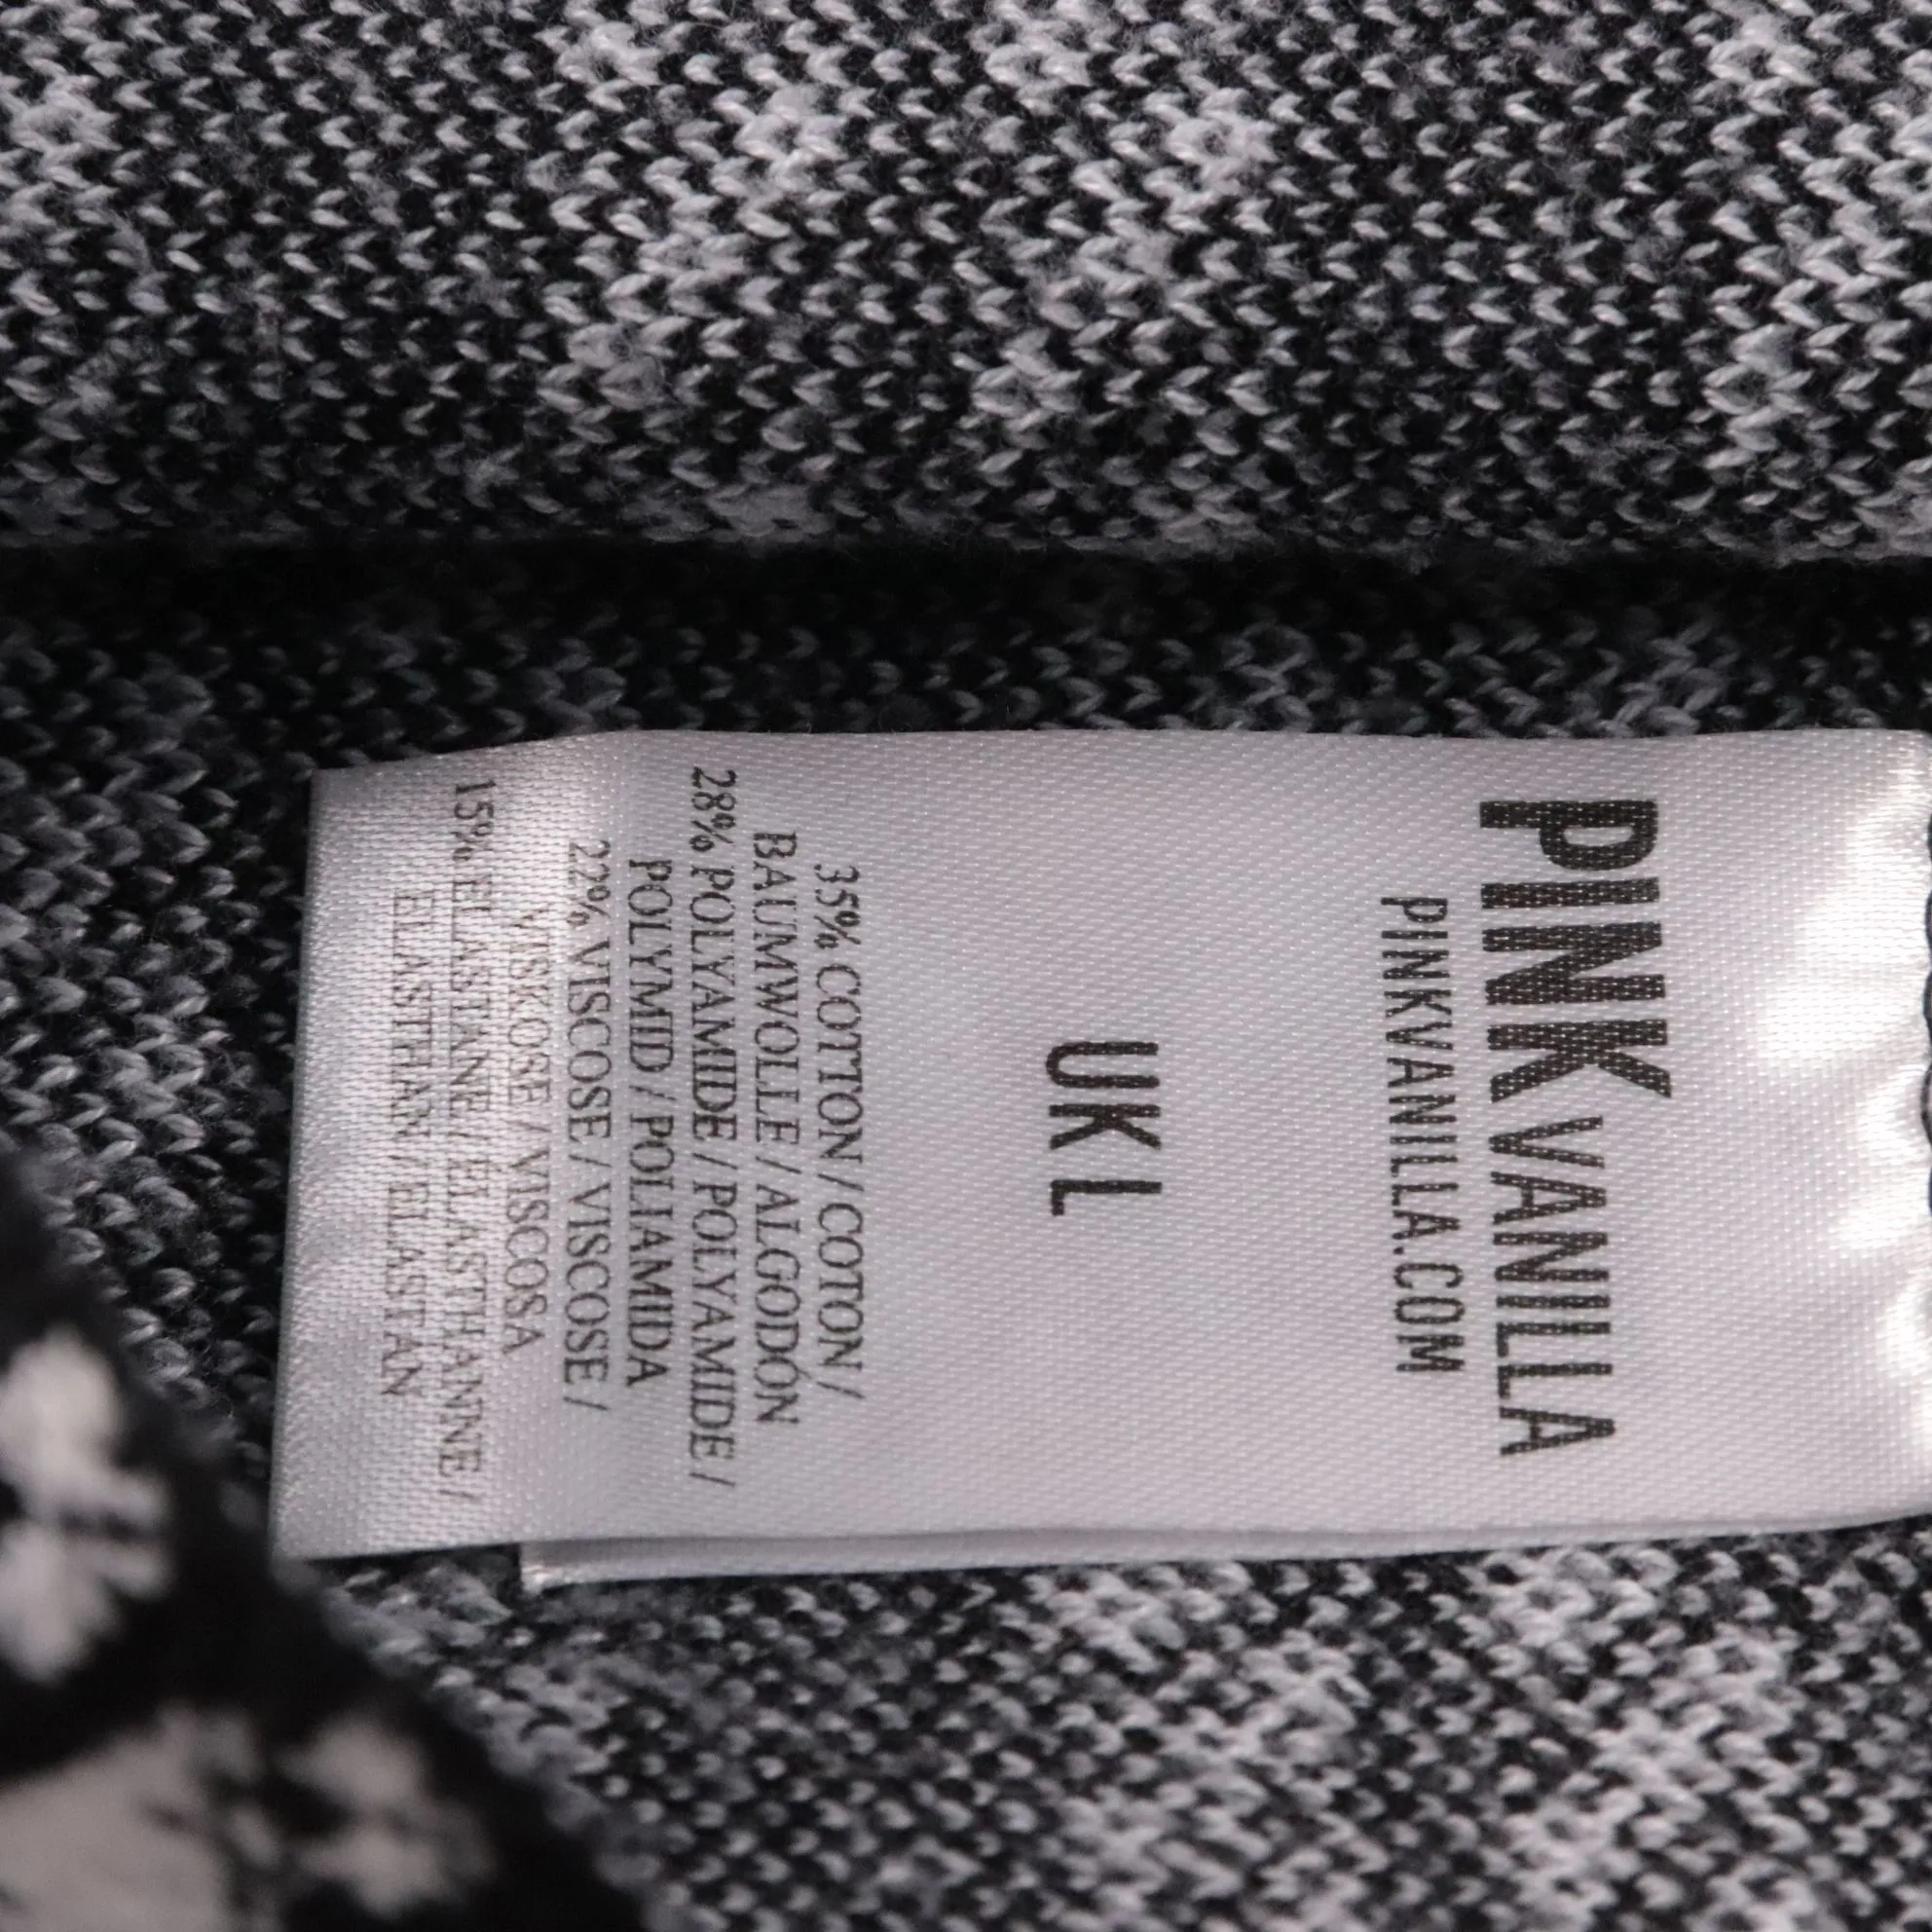 PINK VANILLA
PINKVANILLA.COM
UK L
35% COTTON / COTON /
BAUMWOLLE / ALGODÓN
28% POLYAMIDE / POLYAMIDE /
POLYMID / POLIAMIDA
22% VISCOSE / VISCOSE /
VISKOSE / VISCOSA
15% ELASTANE / ÉLASTHANNE /
ELASTHAN / ELASTAN